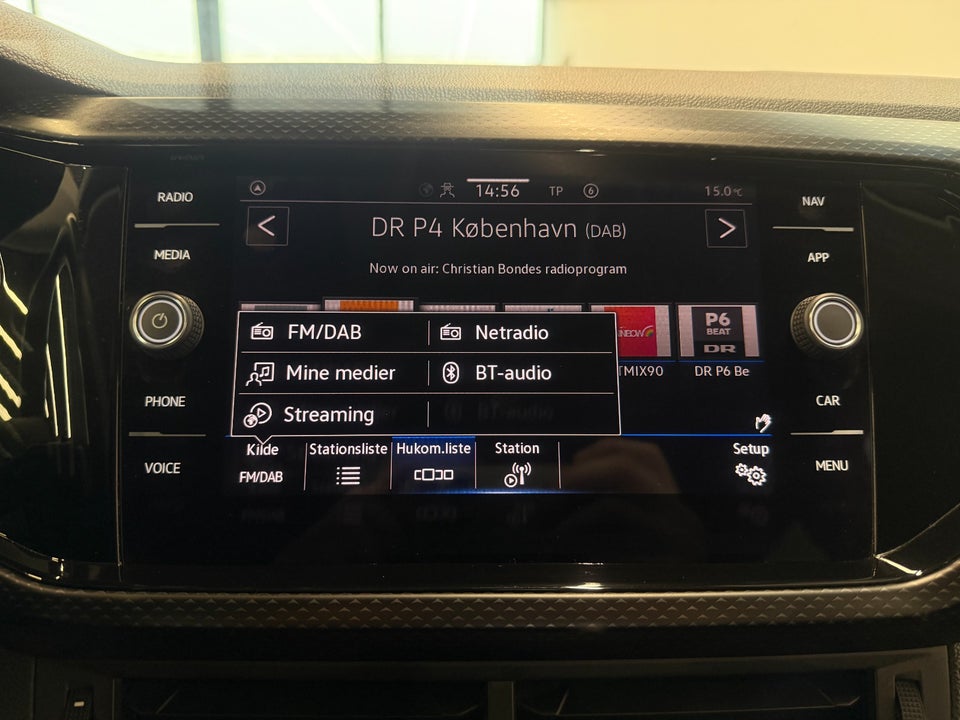 RADIO
MEDIA
PHONE
VOICE
14:56 TP 6 15.0°C
DR P4 København (DAB)
Now on air: Christian Bondes radioprogram
P6
BEAT
DR
TMIX90 DR P6 Be
FM/DAB Netradio
Mine medier BT-audio
Streaming
Kilde Stationsliste Hukom.liste Station Setup
FM/DAB
NAV
APP
CAR
MENU